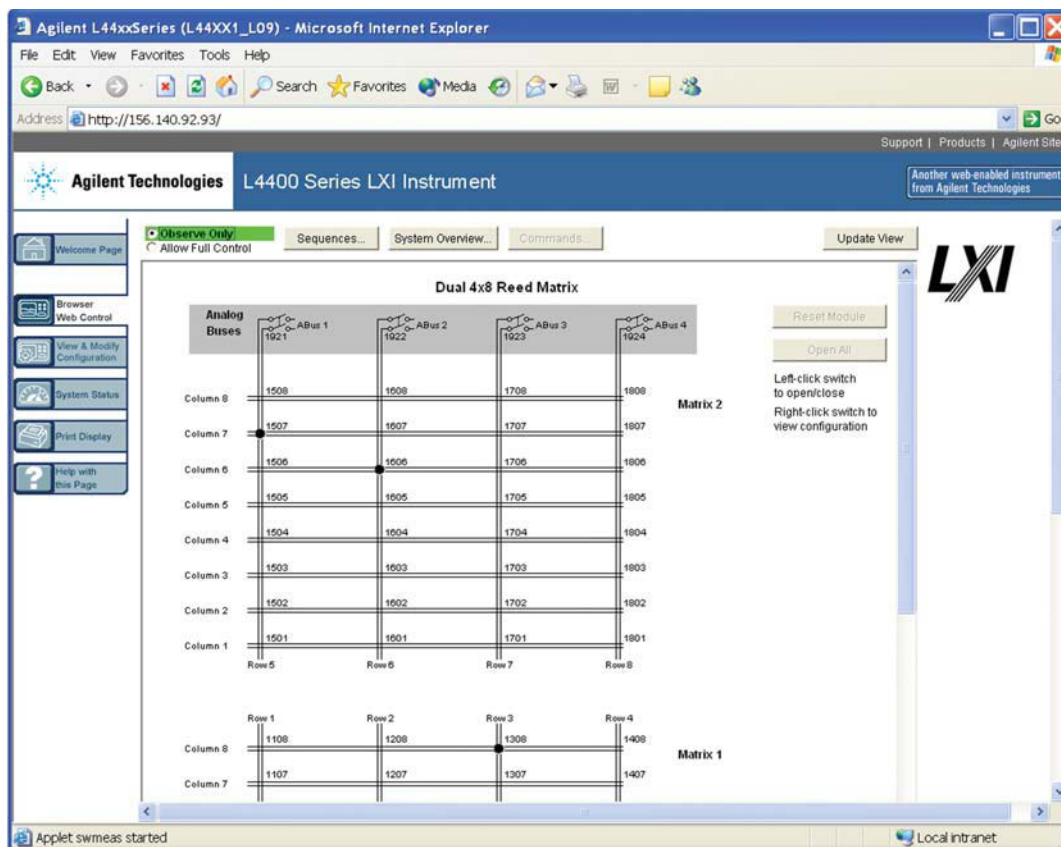 Agilent L44xxSeries (L44XX1_L09) - Microsoft Internet Explorer
File Edit View Favorites Tools Help
Back Search Favorites Media
Address http://156.140.92.93/ Go
Support | Products | Agilent Site
Agilent Technologies L4400 Series LXI Instrument
Another web-enabled instrument
from Agilent Technologies
Welcome Page
Browser
Web Control
View & Modify
Configuration
System Status
Print Display
Help with
this Page
Observe Only
Allow Full Control
Sequences... System Overview... Commands... Update View
LXI
Dual 4x8 Reed Matrix
Analog
Buses
ABus 1 ABus 2 ABus 3 ABus 4
1921 1922 1923 1924
Reset Module
Open All
Left-click switch
to open/close
Right-click switch to
view configuration
Matrix 2
Column 8 1508 1608 1708 1808
Column 7 1507 1607 1707 1807
Column 6 1506 1606 1706 1806
Column 5 1505 1605 1705 1805
Column 4 1504 1604 1704 1804
Column 3 1503 1603 1703 1803
Column 2 1502 1602 1702 1802
Column 1 1501 1601 1701 1801
Row 5 Row 6 Row 7 Row 8
Row 1 Row 2 Row 3 Row 4
Column 8 1108 1208 1308 1408
Matrix 1
Column 7 1107 1207 1307 1407
Applet swmeas started Local intranet